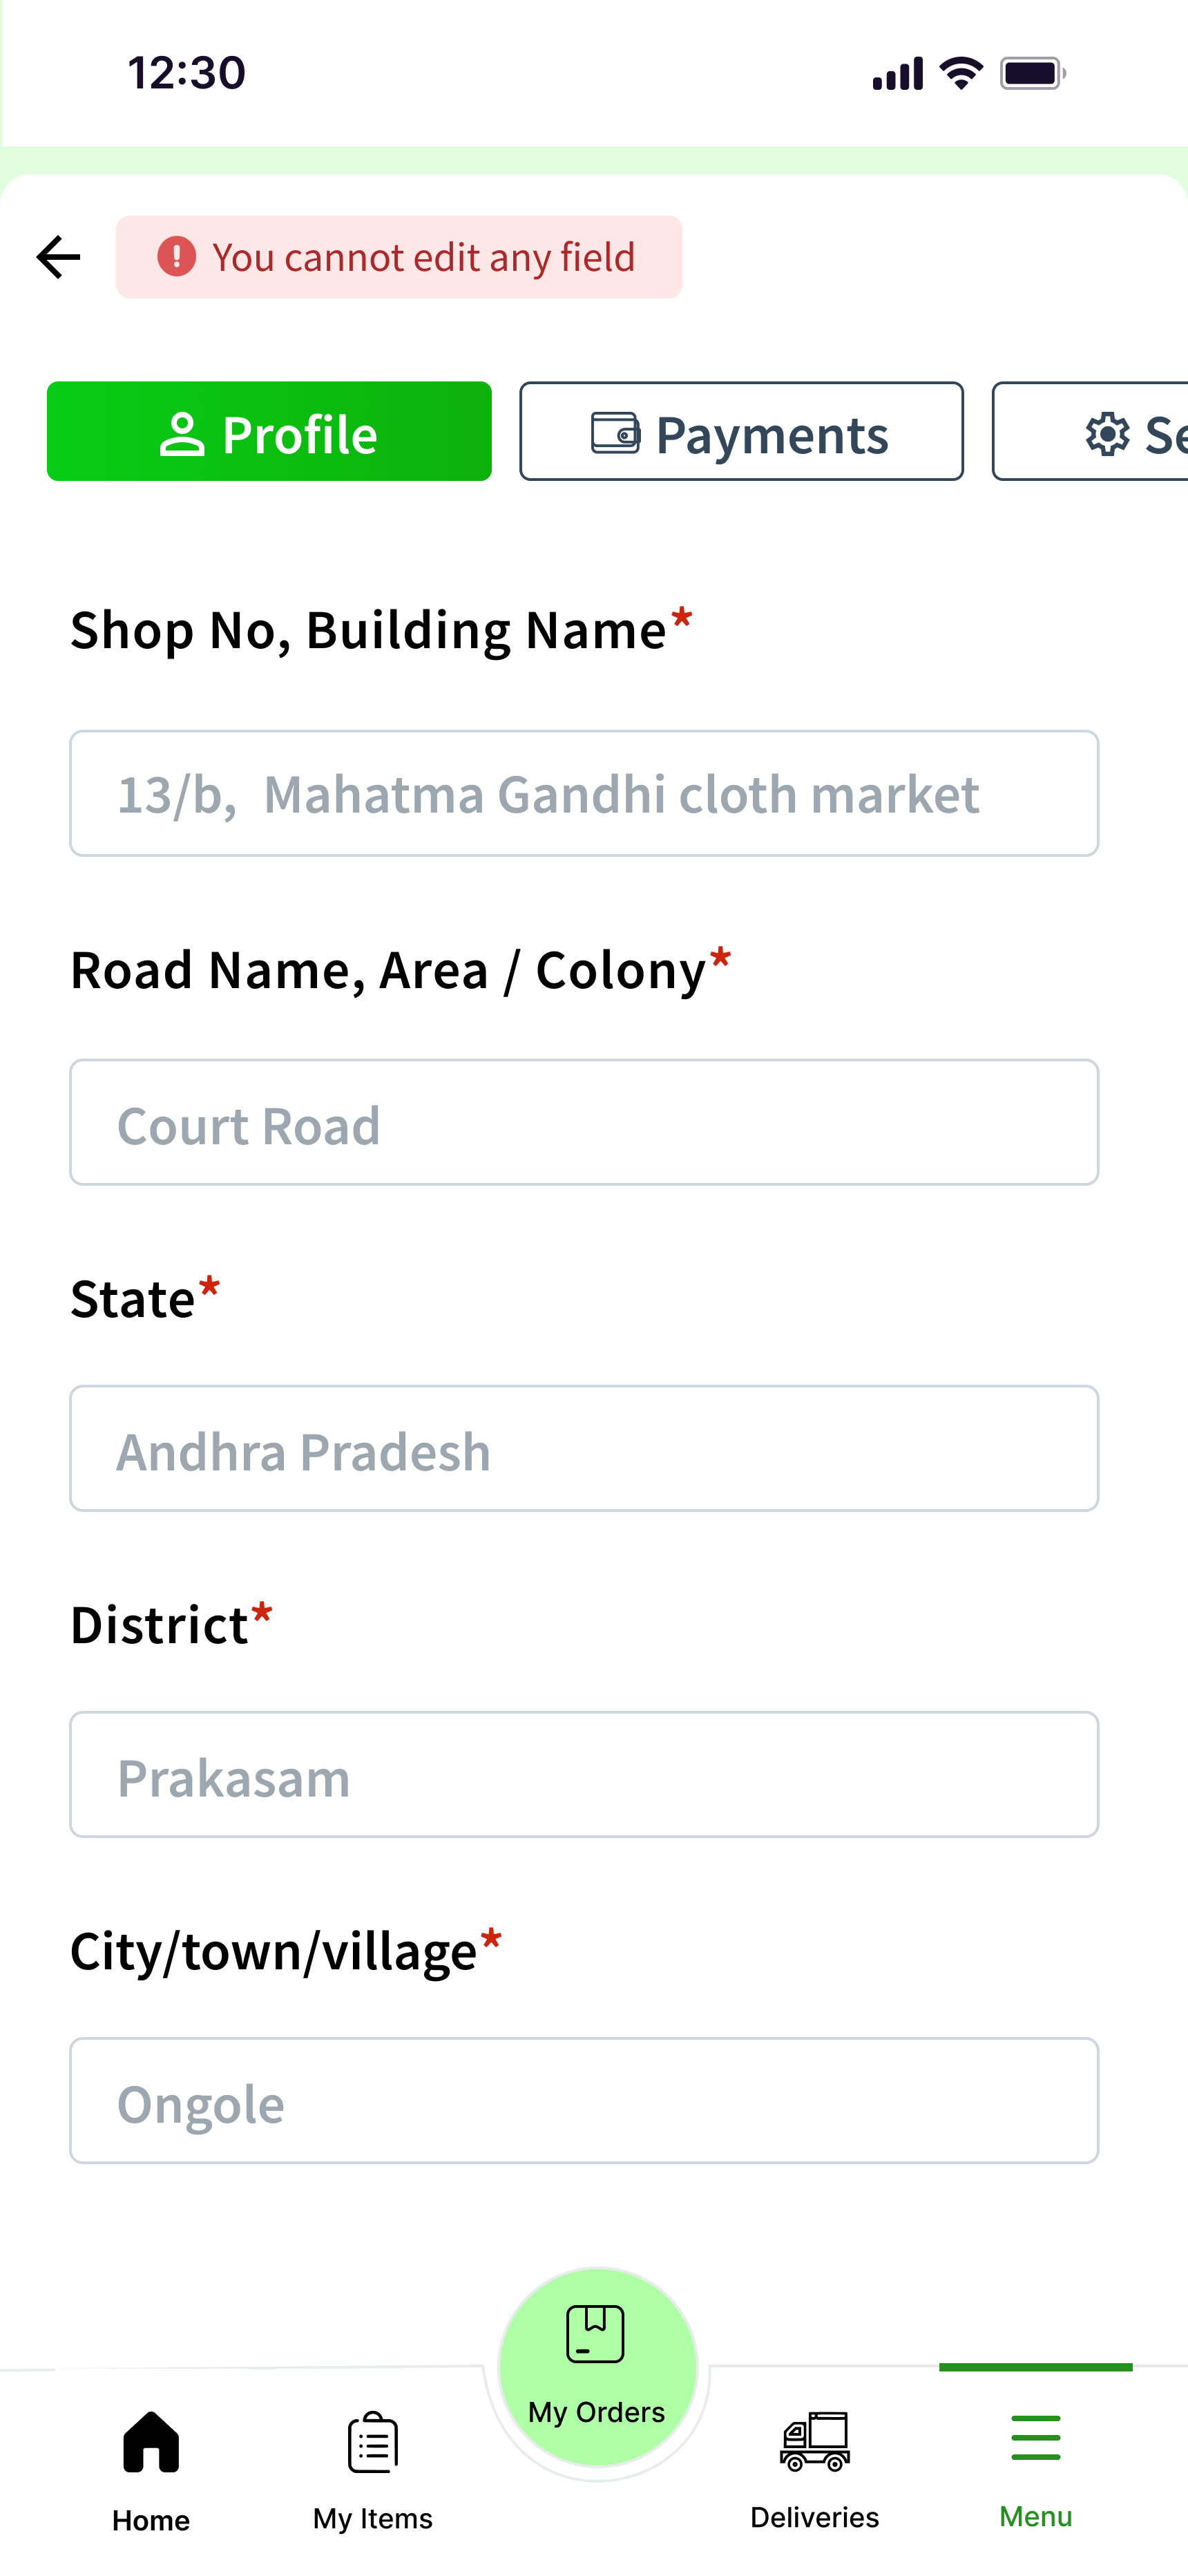 12:30
You cannot edit any field
Profile
Payments
Shop No, Building Name*
13/b, Mahatma Gandhi cloth market
Road Name, Area / Colony*
Court Road
State*
Andhra Pradesh
District*
Prakasam
City/town/village*
Ongole
My Orders
Home
My Items
Deliveries
Menu